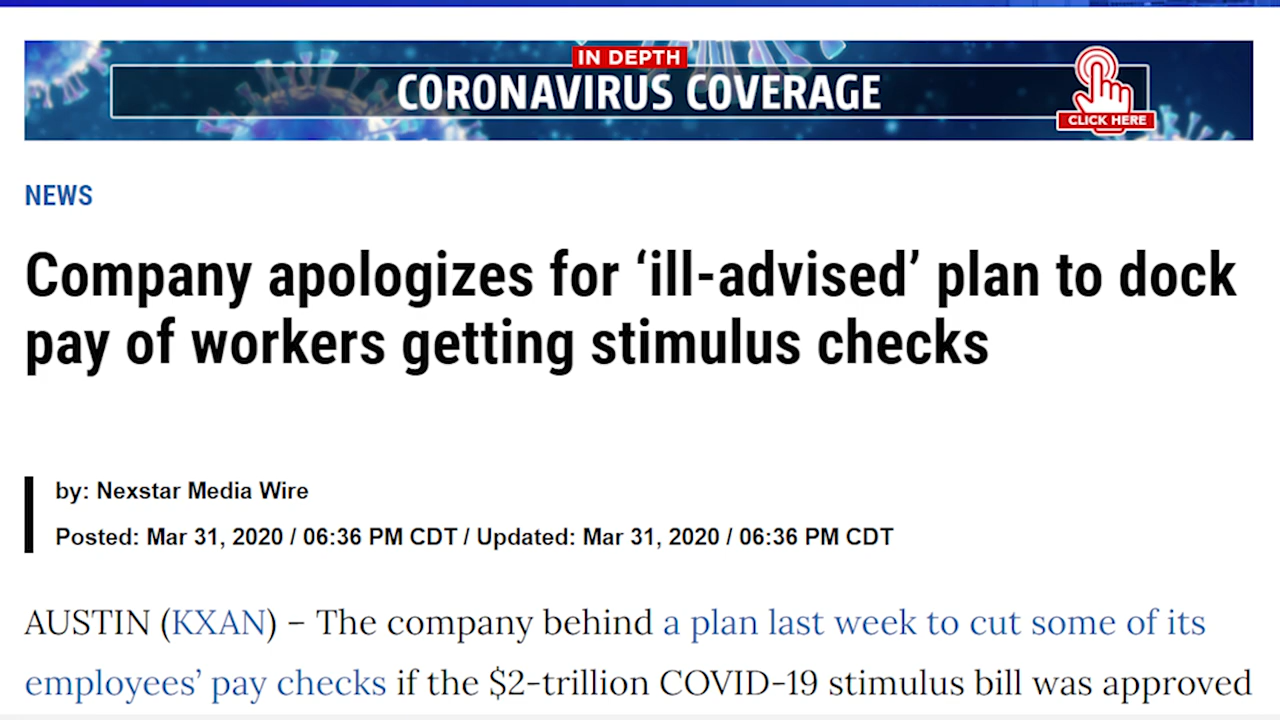 IN DEPTH
CORONAVIRUS COVERAGE
CLICK HERE
NEWS
Company apologizes for ‘ill-advised’ plan to dock
pay of workers getting stimulus checks
by: Nexstar Media Wire
Posted: Mar 31, 2020 / 06:36 PM CDT / Updated: Mar 31, 2020 / 06:36 PM CDT
AUSTIN (KXAN) – The company behind a plan last week to cut some of its
employees’ pay checks if the $2-trillion COVID-19 stimulus bill was approved